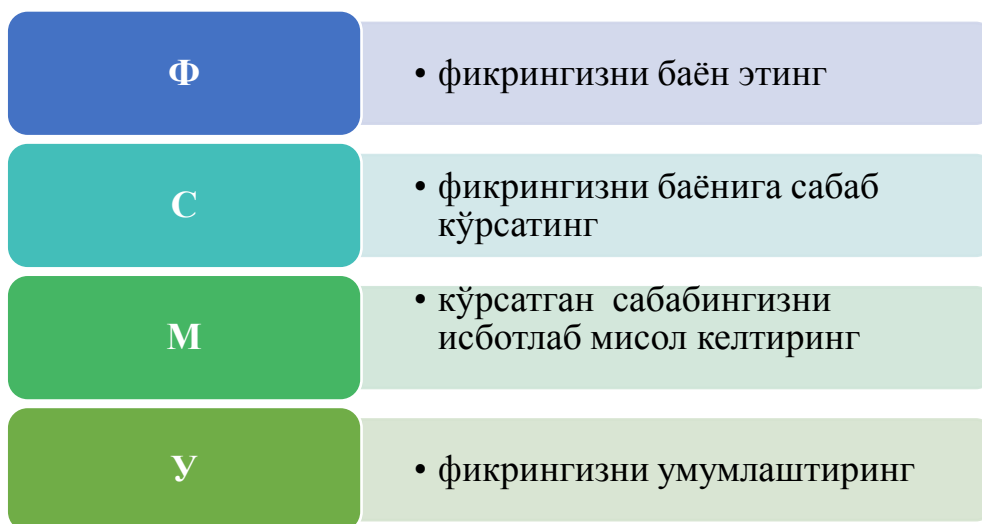 Ф
• фикрингизни баён этинг
С
• фикрингизни баёнига сабаб
кўрсатинг
М
• кўрсатган сабабингизни
исботлаб мисол келтиринг
У
• фикрингизни умумлаштиринг